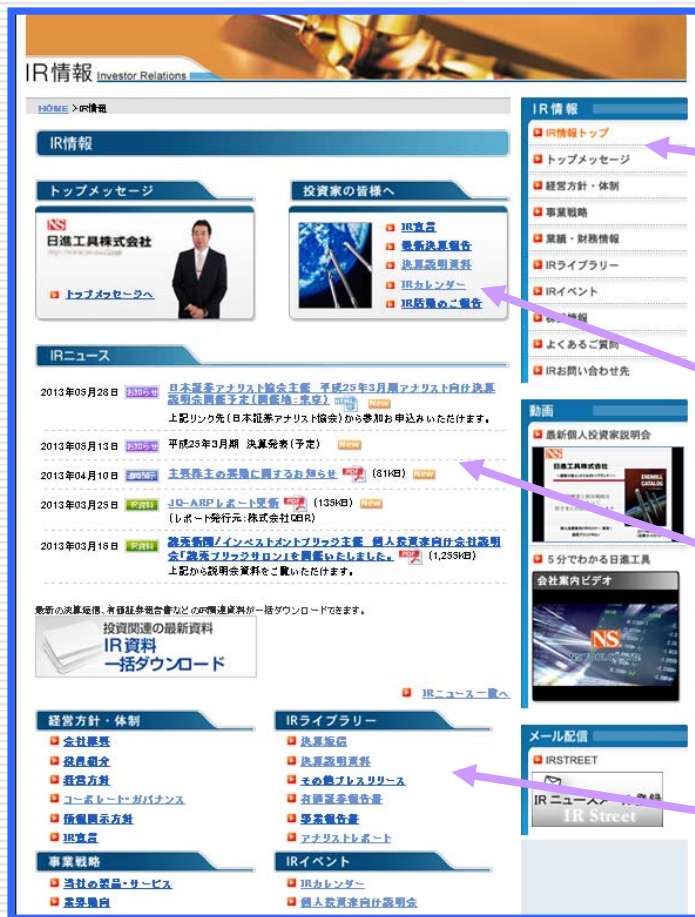 IR情報 Investor Relations
HOME > IR情報
IR情報
トップメッセージ
NS
日進工具株式会社
トップメッセージへ
投資家の皆様へ
IR宣言
最新決算報告
決算説明資料
IRカレンダー
IR活動のご報告
IRニュース
2013年05月28日 お知らせ 日本証券アナリスト協会主催 平成25年3月期アナリスト向け決算
説明会開催予定(開催地:東京) New
上記リンク先(日本証券アナリスト協会)から参加お申込みいただけます。
2013年05月13日 お知らせ 平成25年3月期 決算発表(予定) New
2013年04月10日 適時開示 主要株主の異動に関するお知らせ PDF (81KB) New
2013年03月25日 IR資料 JQ-ARPレポート更新 PDF (135KB) New
(レポート発行元:株式会社QBR)
2013年03月16日 IR資料 読売新聞/インベストメントブリッジ主催 個人投資家向け会社説明
会「読売ブリッジサロン」を開催いたしました。 PDF (1,255KB)
上記から説明会資料をご覧いただけます。
最新の決算短信、有価証券報告書などのIR関連資料が一括ダウンロードできます。
投資関連の最新資料
IR資料
一括ダウンロード
IRニュース一覧へ
経営方針・体制
会社概要
役員紹介
経営方針
コーポレート・ガバナンス
情報開示方針
IR宣言
事業戦略
当社の製品・サービス
業界動向
IRライブラリー
決算短信
決算説明資料
その他プレスリリース
有価証券報告書
事業報告書
アナリストレポート
IRイベント
IRカレンダー
個人投資家向け説明会
IR情報
IR情報トップ
トップメッセージ
経営方針・体制
事業戦略
業績・財務情報
IRライブラリー
IRイベント
情報
よくあるご質問
IRお問い合わせ先
動画
最新個人投資家説明会
NS
日進工具株式会社
ENDMILL
CATALOG
5分でわかる日進工具
会社案内ビデオ
NS
NS TOOL CO.,LTD.
メール配信
IRSTREET
IRニュースメール登録
IR Street